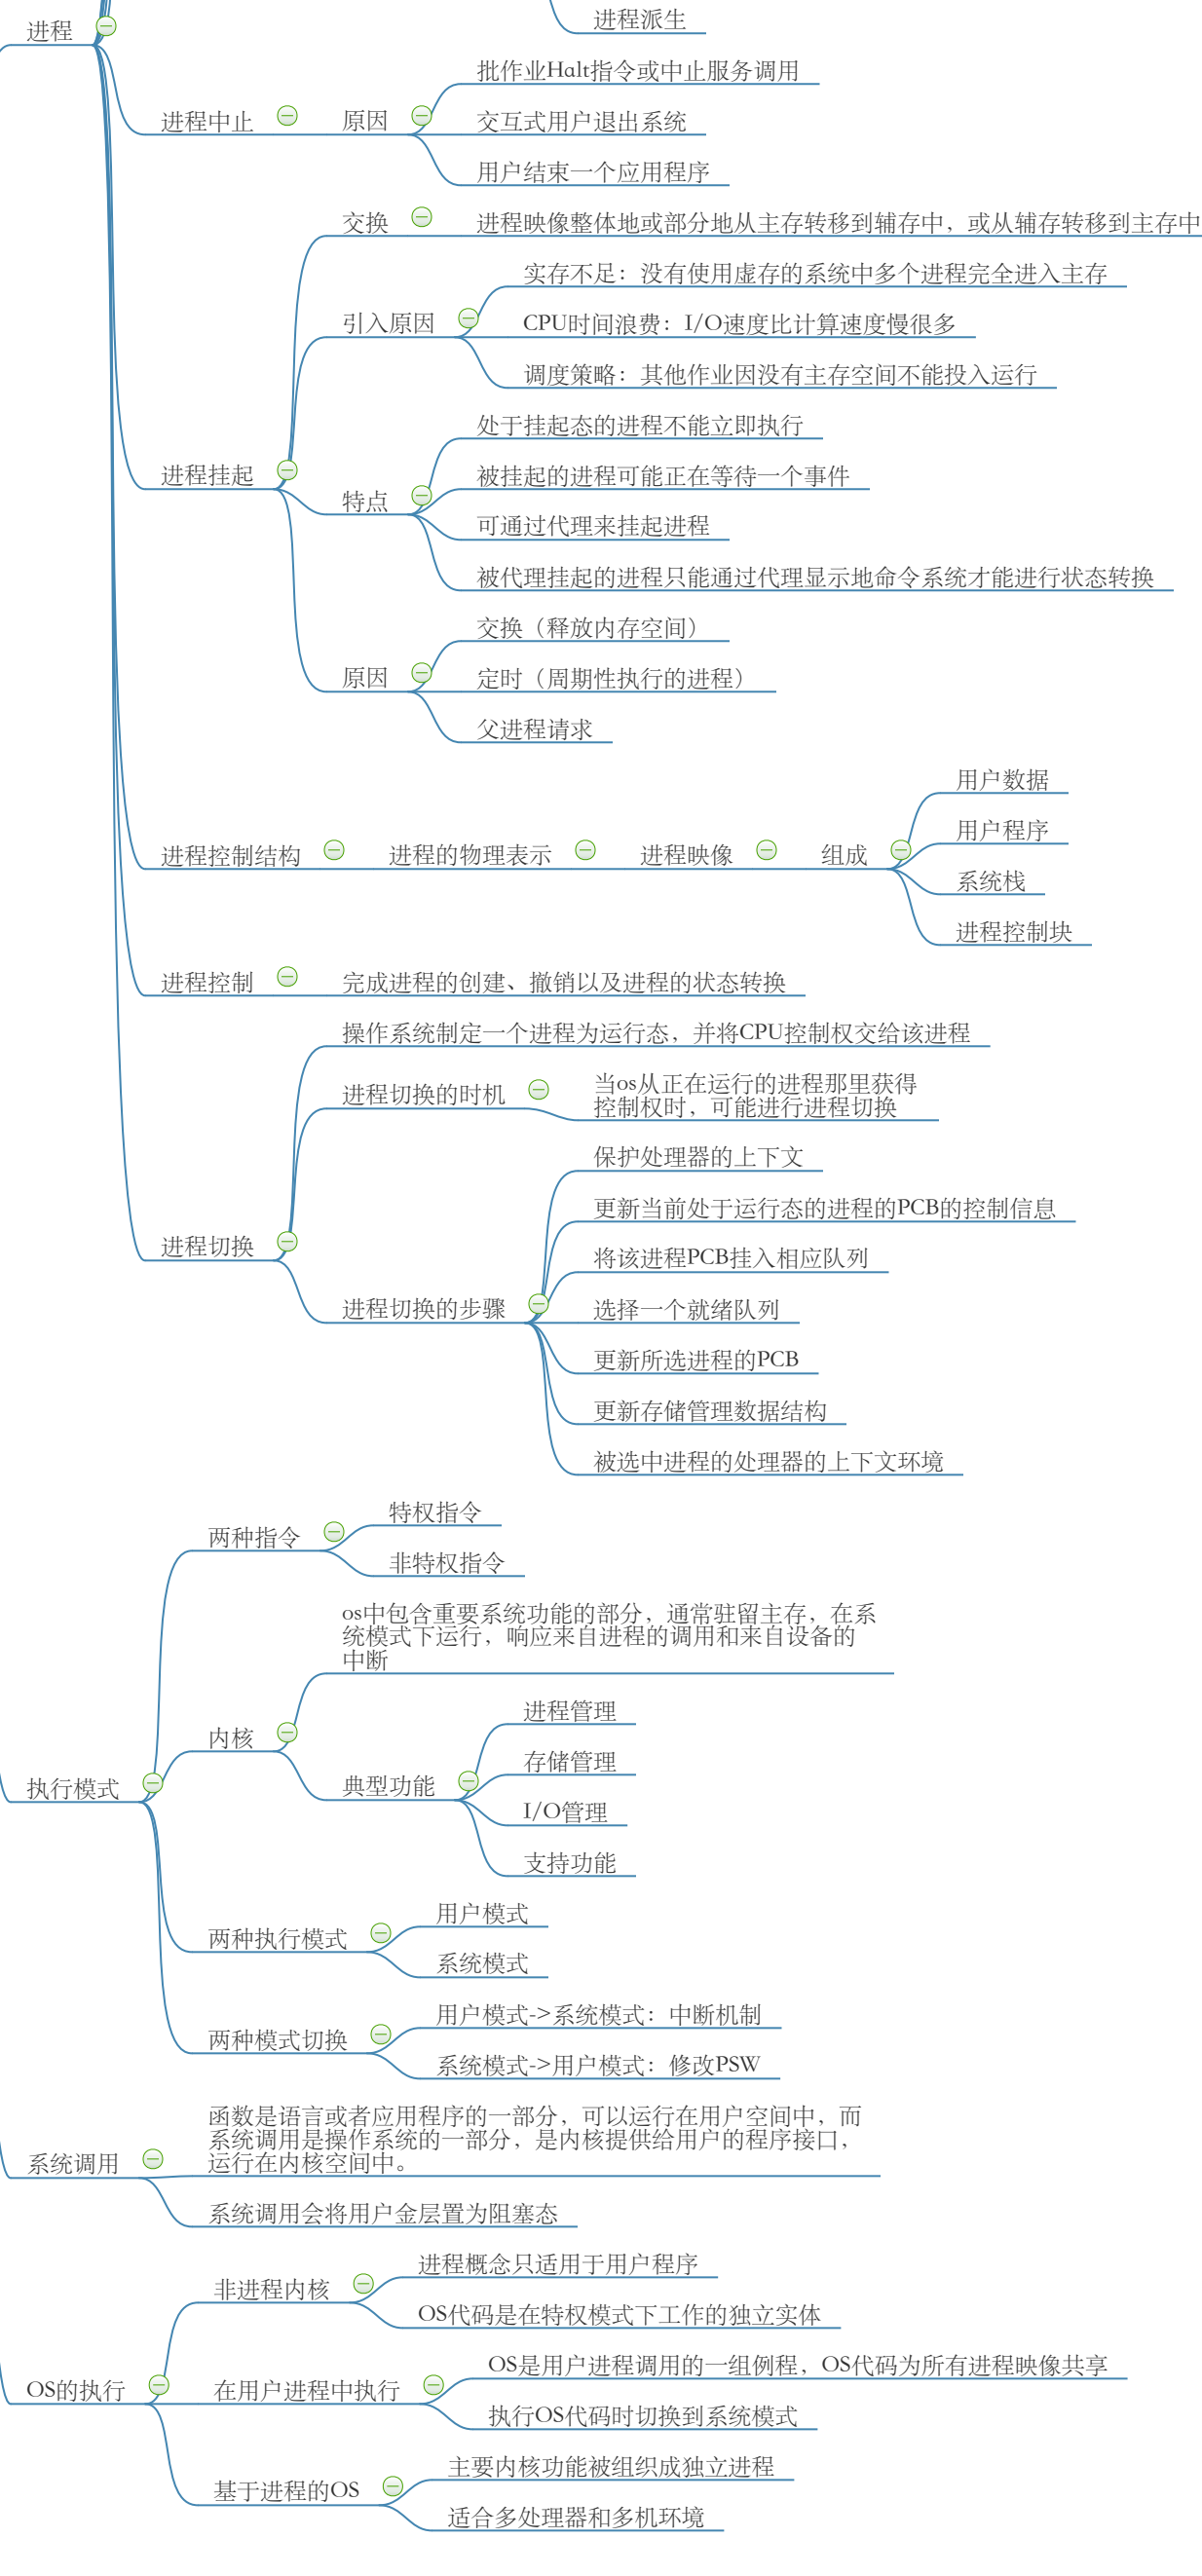 进程派生
进程
批作业Halt指令或中止服务调用
进程中止
原因
交互式用户退出系统
用户结束一个应用程序
交换
进程映像整体地或部分地从主存转移到辅存中，或从辅存转移到主存中
实存不足：没有使用虚存的系统中多个进程完全进入主存
引入原因
CPU时间浪费：I/O速度比计算速度慢很多
调度策略：其他作业因没有主存空间不能投入运行
处于挂起态的进程不能立即执行
进程挂起
被挂起的进程可能正在等待一个事件
特点
可通过代理来挂起进程
被代理挂起的进程只能通过代理显示地命令系统才能进行状态转换
交换（释放内存空间）
原因
定时（周期性执行的进程）
父进程请求
用户数据
用户程序
进程控制结构
进程的物理表示
进程映像
组成
系统栈
进程控制块
进程控制
完成进程的创建、撤销以及进程的状态转换
操作系统制定一个进程为运行态，并将CPU控制权文给该进程
进程切换的时机
当os从正在运行的进程那里获得
控制权时，可能进行进程切换
保护处理器的上下文
更新当前处于运行态的进程的PCB的控制信息
进程切换
将该进程PCB挂入相应队列
进程切换的步骤
选择一个就绪队列
更新所选进程的PCB
更新存储管理数据结构
被选中进程的处理器的上下文环境
特权指令
两种指令
非特权指令
os中包含重要系统功能的部分，通常驻留主存，在系
统模式下运行，响应来自进程的调用和来自设备的
中断
内核
进程管理
存储管理
执行模式
典型功能
I/O管理
支持功能
用户模式
两种执行模式
系统模式
用户模式->系统模式：中断机制
两种模式切换
系统模式->用户模式：修改PSW
函数是语言或者应用程序的一部分，可以运行在用户空间中，而
系统调用是操作系统的一部分，是内核提供给用户的程序接口，
运行在内核空间中。
系统调用
系统调用会将用户金层置为阻塞态
进程概念只适用于用户程序
非进程内核
OS代码是在特权模式下工作的独立实体
OS是用户进程调用的一组例程，OS代码为所有进程映像共享
OS的执行
在用户进程中执行
执行OS代码时切换到系统模式
主要内核功能被组织成独立进程
基于进程的OS
适合多处理器和多机环境